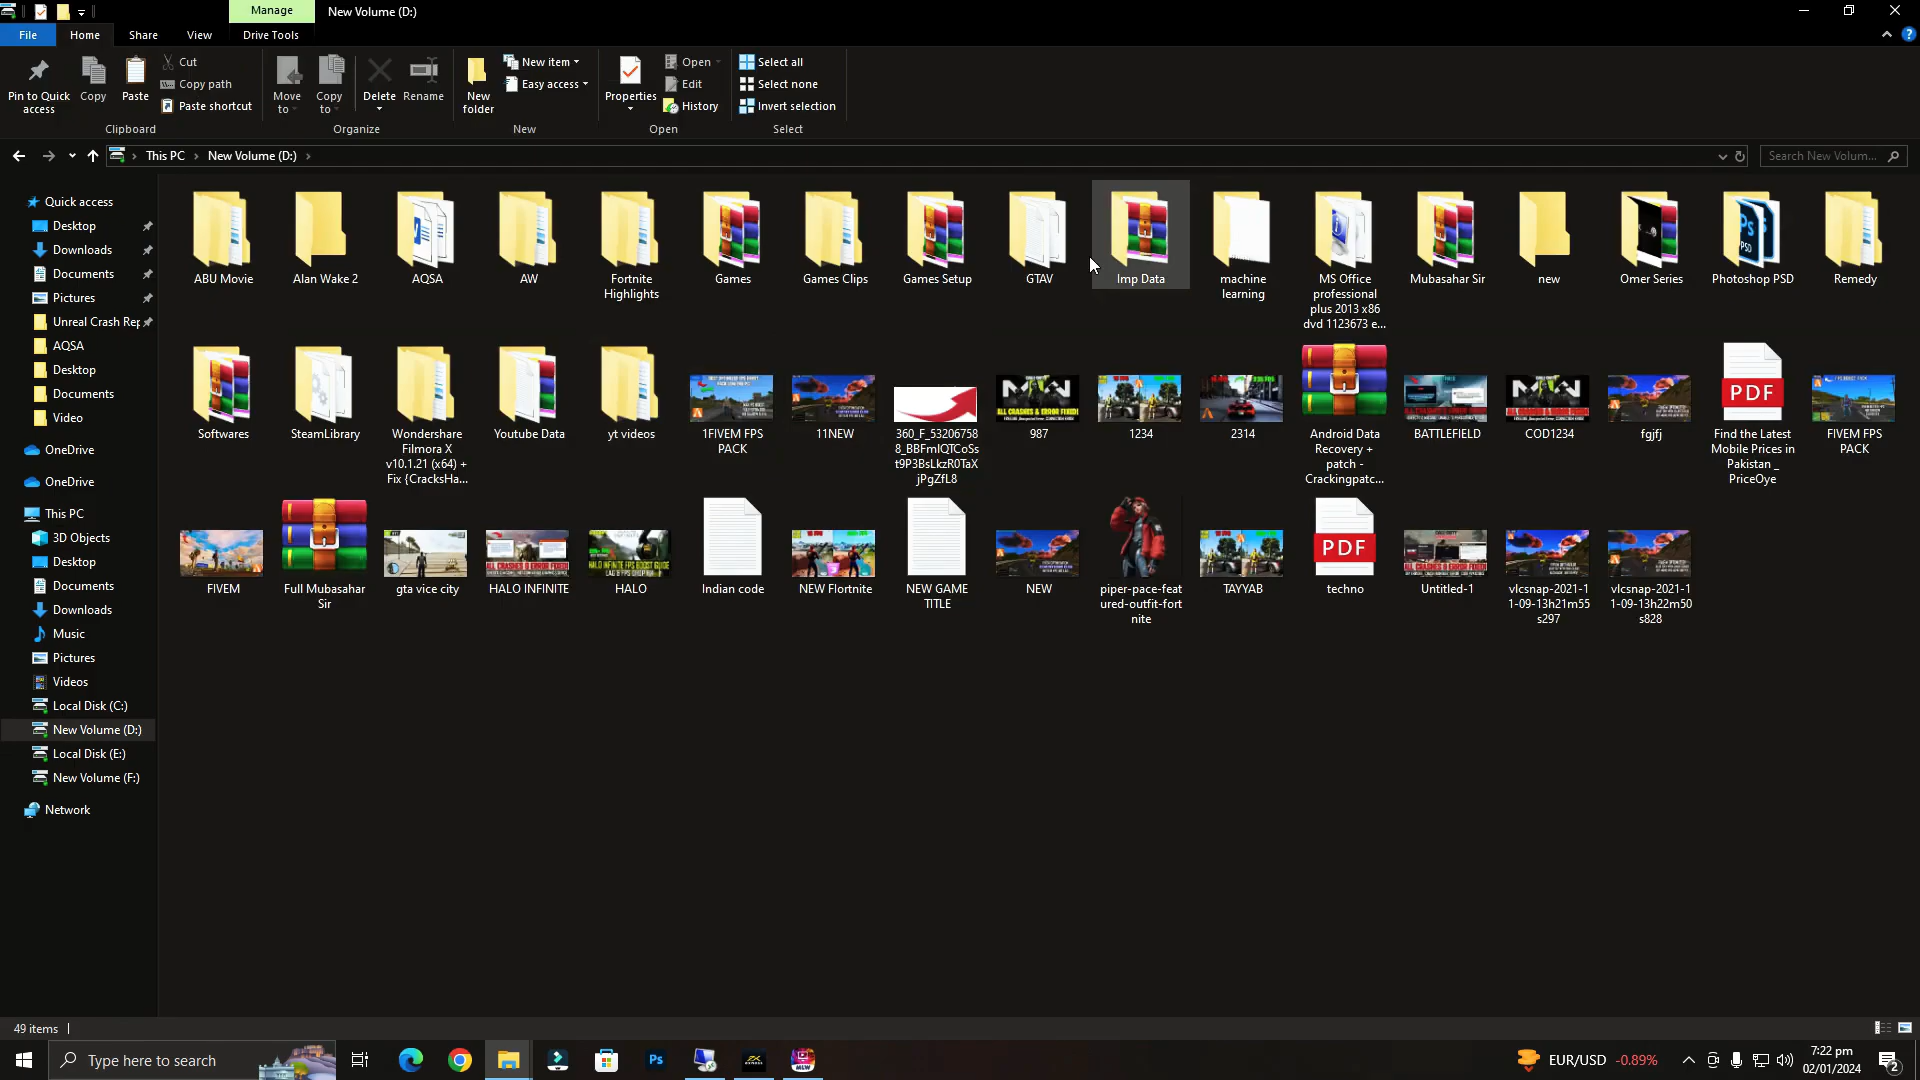 Manage
New Volume (D:)
File
Home
Share
View
Drive Tools
Pin to Quick
access
Copy
Paste
Cut
Copy path
Paste shortcut
Clipboard
Move
to
Copy
to
Delete
Rename
Organize
New
folder
New item
Easy access
New
Properties
Open
Edit
History
Open
Select all
Select none
Invert selection
Select
This PC
New Volume (D:)
Search New Volum...
Quick access
Desktop
Downloads
Documents
Pictures
Unreal Crash Rep
AQSA
Desktop
Documents
Video
OneDrive
OneDrive
This PC
3D Objects
Desktop
Documents
Downloads
Music
Pictures
Videos
Local Disk (C:)
New Volume (D:)
Local Disk (E:)
New Volume (F:)
Network
ABU Movie
Alan Wake 2
AQSA
AW
Fortnite
Highlights
Games
Games Clips
Games Setup
GTAV
Imp Data
machine
learning
MS Office
professional
plus 2013 x86
dvd 1123673 e...
Mubasahar Sir
new
Omer Series
Photoshop PSD
Remedy
Softwares
SteamLibrary
Wondershare
Filmora X
v10.1.21 (x64) +
Fix {CracksHa...
Youtube Data
yt videos
1FIVEM FPS
PACK
11NEW
360_F_53206758
8_BBFmIQTCoSs
t9P3BsLkzR0TaX
jPgZfL8
987
1234
2314
Android Data
Recovery +
patch -
Crackingpatc...
BATTLEFIELD
COD1234
fgjfj
PDF
Find the Latest
Mobile Prices in
Pakistan _
PriceOye
FIVEM FPS
PACK
FIVEM
Full Mubasahar
Sir
gta vice city
HALO INFINITE
HALO
Indian code
NEW Flortnite
NEW GAME
TITLE
NEW
piper-pace-feat
ured-outfit-fort
nite
TAYYAB
PDF
techno
Untitled-1
vlcsnap-2021-1
1-09-13h21m55
s297
vlcsnap-2021-1
1-09-13h22m50
s828
49 items
Type here to search
Ps
EUR/USD
-0.89%
7:22 pm
02/01/2024
2